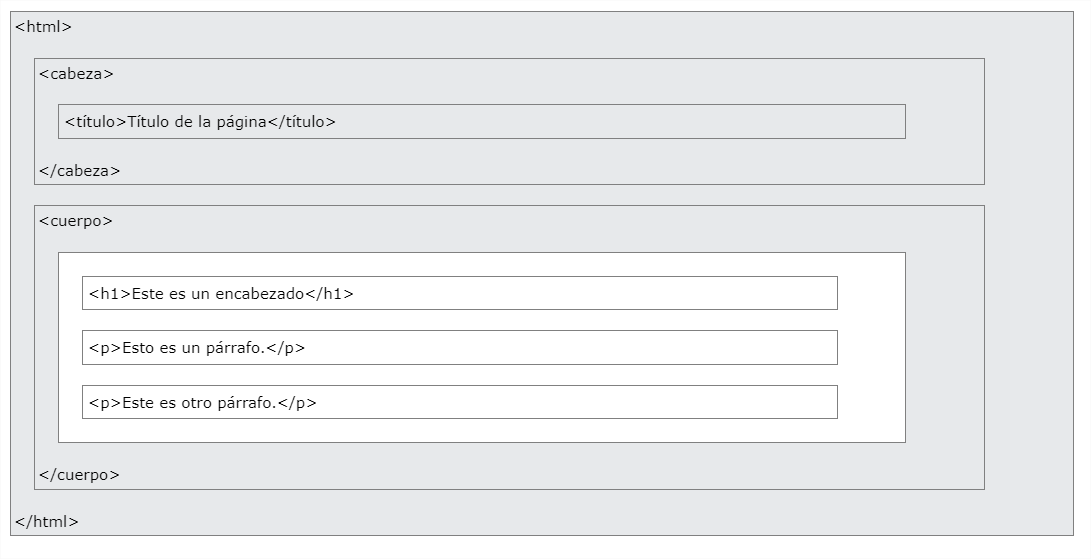 <html>
<cabeza>
<título>Título de la página</título>
</cabeza>
<cuerpo>
<h1>Este es un encabezado</h1>
<p>Esto es un párrafo.</p>
<p>Este es otro párrafo.</p>
</cuerpo>
</html>